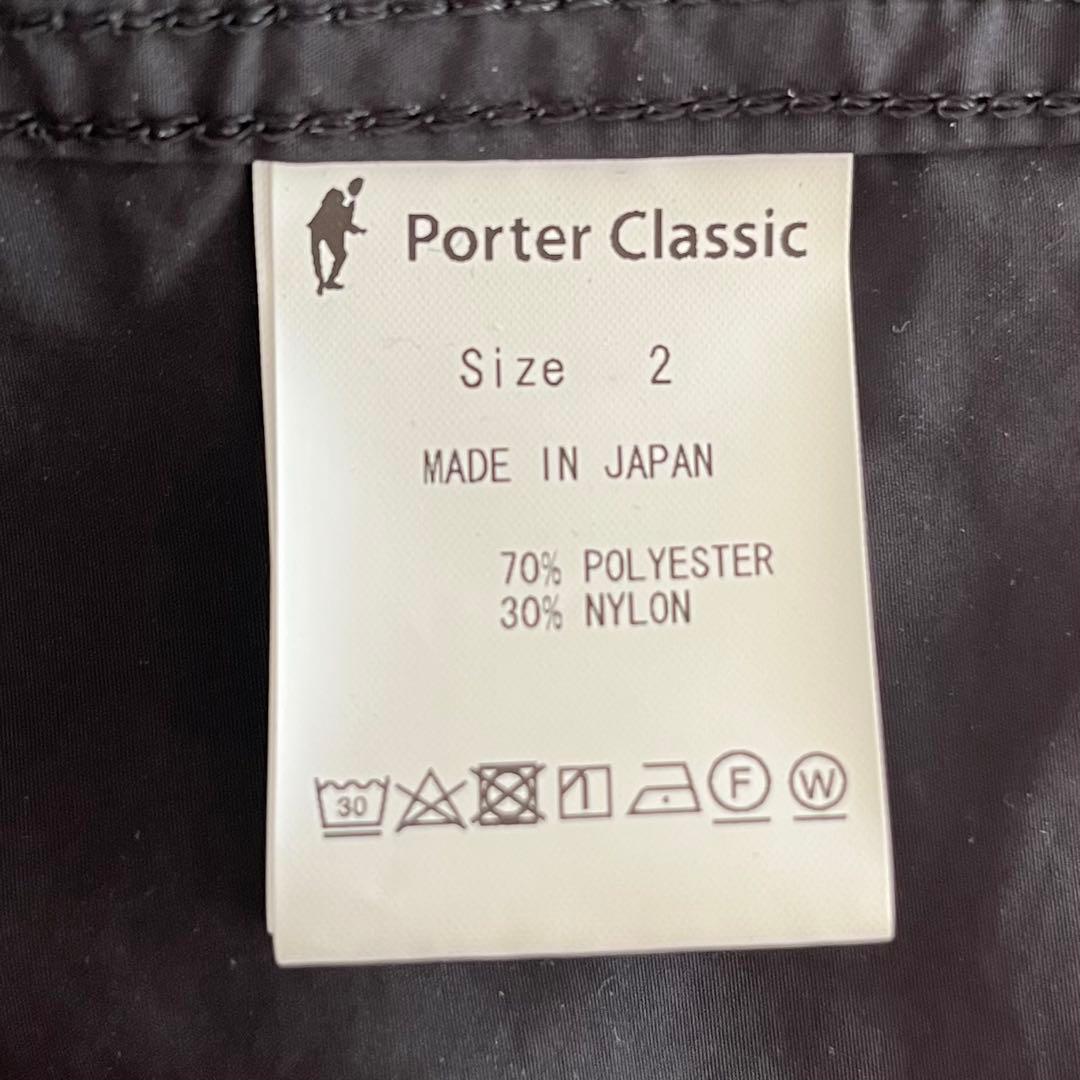 Porter Classic
Size 2
MADE IN JAPAN
70% POLYESTER
30% NYLON
30 F W